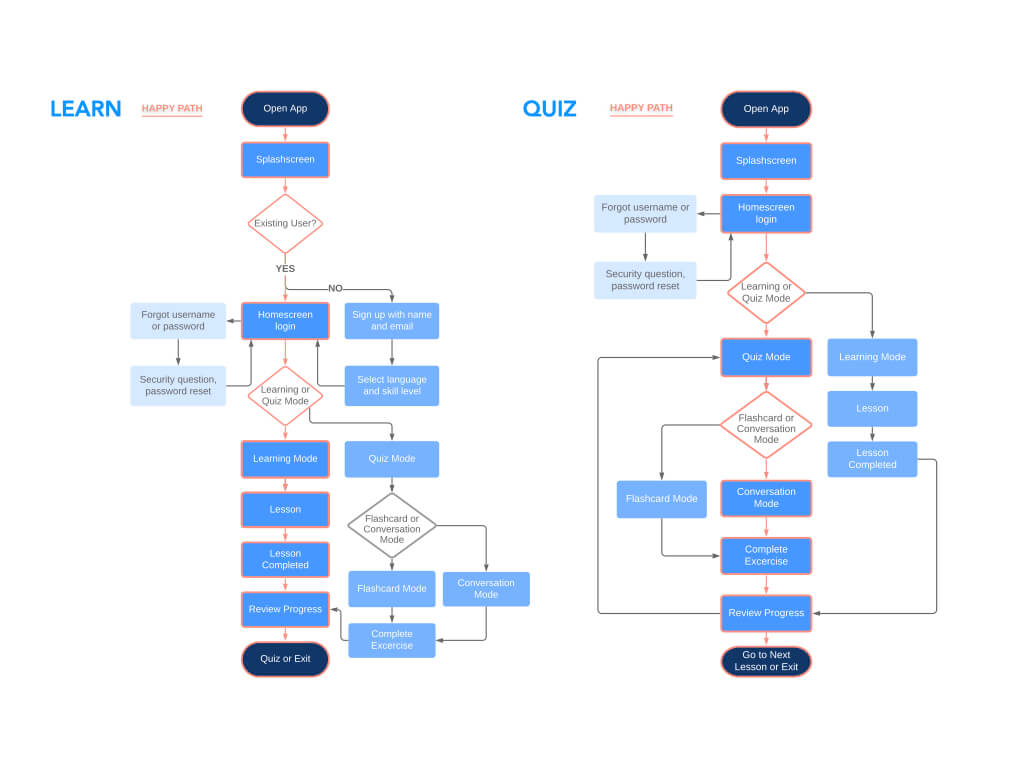 LEARN
HAPPY PATH
Open App
Splashscreen
Existing User?
YES
NO
Forgot username
or password
Homescreen
login
Sign up with name
and email
Security question,
password reset
Select language
and skill level
Learning or
Quiz Mode
Learning Mode
Quiz Mode
Lesson
Flashcard or
Conversation
Mode
Lesson
Completed
Flashcard Mode
Conversation
Mode
Review Progress
Complete
Excercise
Quiz or Exit
QUIZ
HAPPY PATH
Open App
Splashscreen
Forgot username or
password
Homescreen
login
Security question,
password reset
Learning or
Quiz Mode
Quiz Mode
Learning Mode
Lesson
Flashcard or
Conversation
Mode
Lesson
Completed
Flashcard Mode
Conversation
Mode
Complete
Excercise
Review Progress
Go to Next
Lesson or Exit